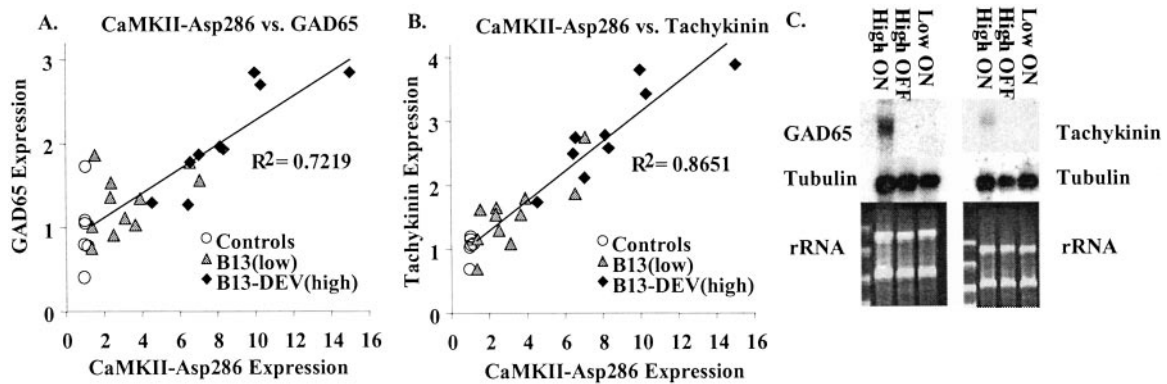 A. CaMKII-Asp286 vs. GAD65
GAD65 Expression
3
2
1
0
R2= 0.7219
Controls
B13(low)
B13-DEV(high)
0 2 4 6 8 10 12 14 16
CaMKII-Asp286 Expression
B. CaMKII-Asp286 vs. Tachykinin
Tachykinin Expression
4
3
2
1
0
R2= 0.8651
Controls
B13(low)
B13-DEV(high)
0 2 4 6 8 10 12 14 16
CaMKII-Asp286 Expression
C.
High ON
High OFF
Low ON
High ON
High OFF
Low ON
GAD65
Tachykinin
Tubulin
Tubulin
rRNA
rRNA